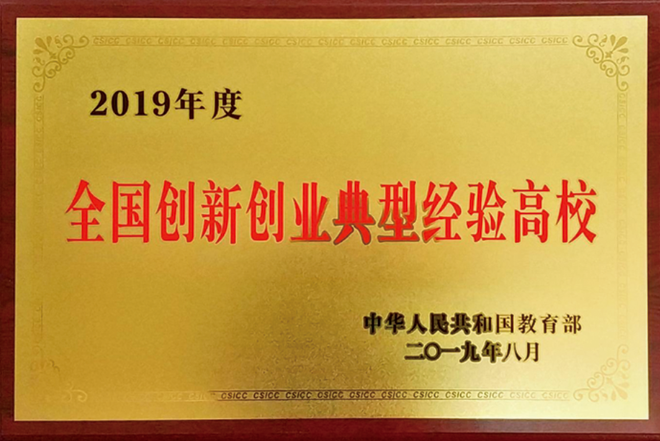 2019年度
全国创新创业典型经验高校
中华人民共和国教育部
二〇一九年八月